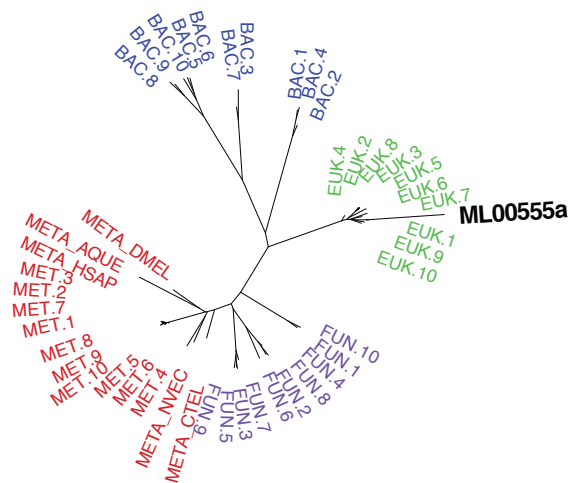 BAC.8
BAC.9
BAC.10
BAC.5
BAC.6
BAC.7
BAC.3
BAC.1
BAC.4
BAC.2
EUK.4
EUK.2
EUK.8
EUK.3
EUK.5
EUK.6
EUK.7
ML00555a
EUK.1
EUK.9
EUK.10
FUN.10
FUN.1
FUN.4
FUN.8
FUN.2
FUN.6
FUN.7
FUN.3
FUN.5
FUN.9
META_CTEL
META_NVEC
MET.4
MET.6
MET.5
MET.10
MET.9
MET.8
MET.1
MET.7
MET.2
MET.3
META_HSAP
META_AQUE
META_DMEL